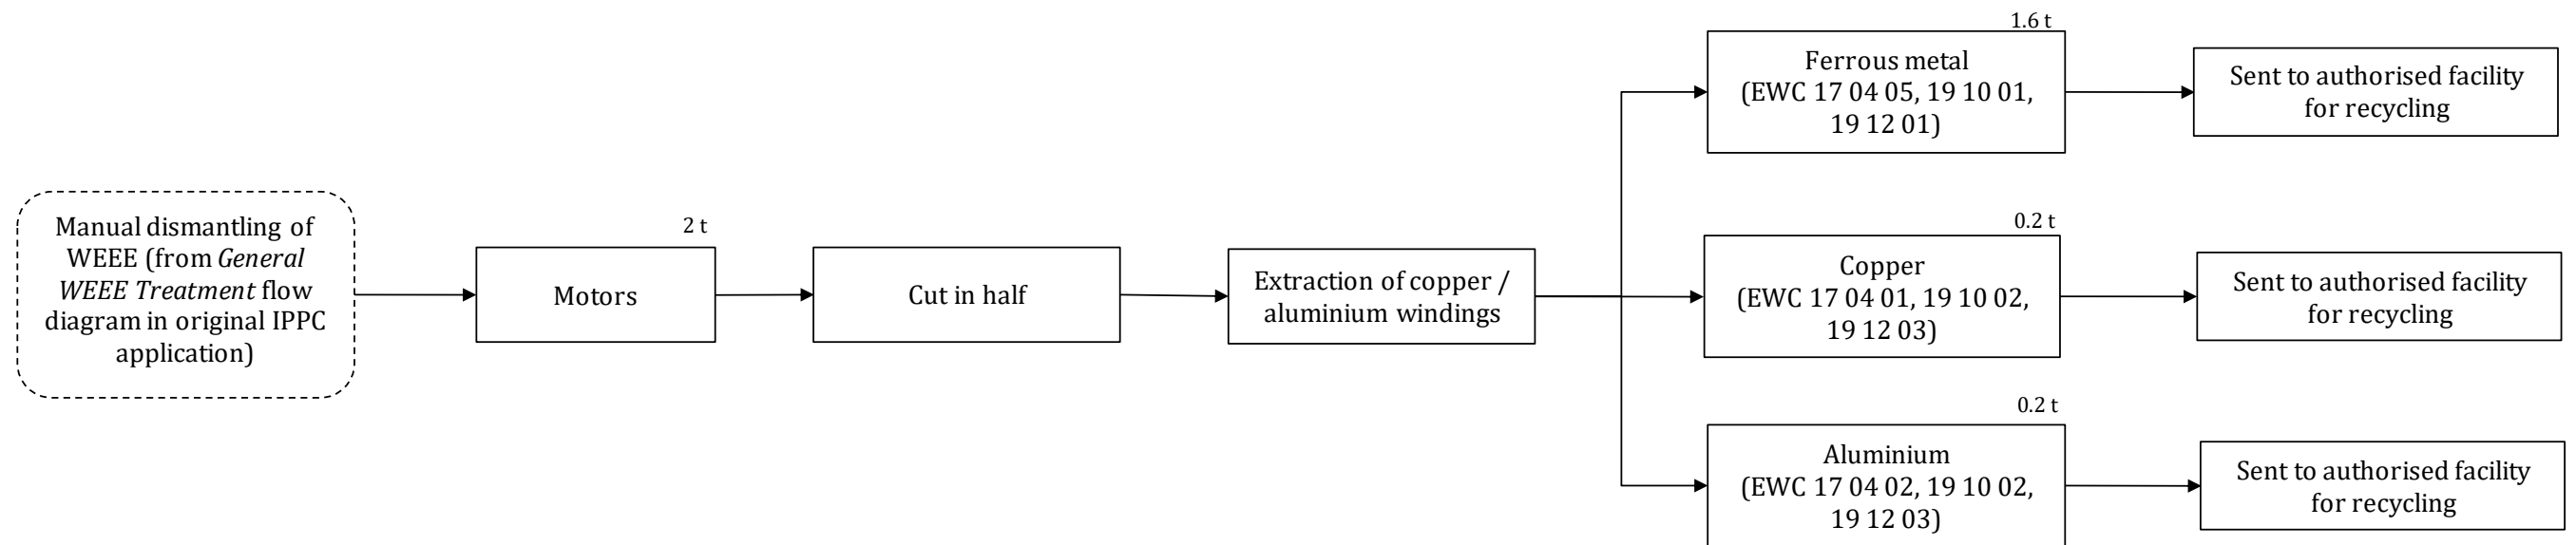 Manual dismantling of
WEEE (from General
WEEE Treatment flow
diagram in original IPPC
application)
2 t
Motors
Cut in half
Extraction of copper /
aluminium windings
1.6 t
Ferrous metal
(EWC 17 04 05, 19 10 01,
19 12 01)
Sent to authorised facility
for recycling
0.2 t
Copper
(EWC 17 04 01, 19 10 02,
19 12 03)
Sent to authorised facility
for recycling
0.2 t
Aluminium
(EWC 17 04 02, 19 10 02,
19 12 03)
Sent to authorised facility
for recycling